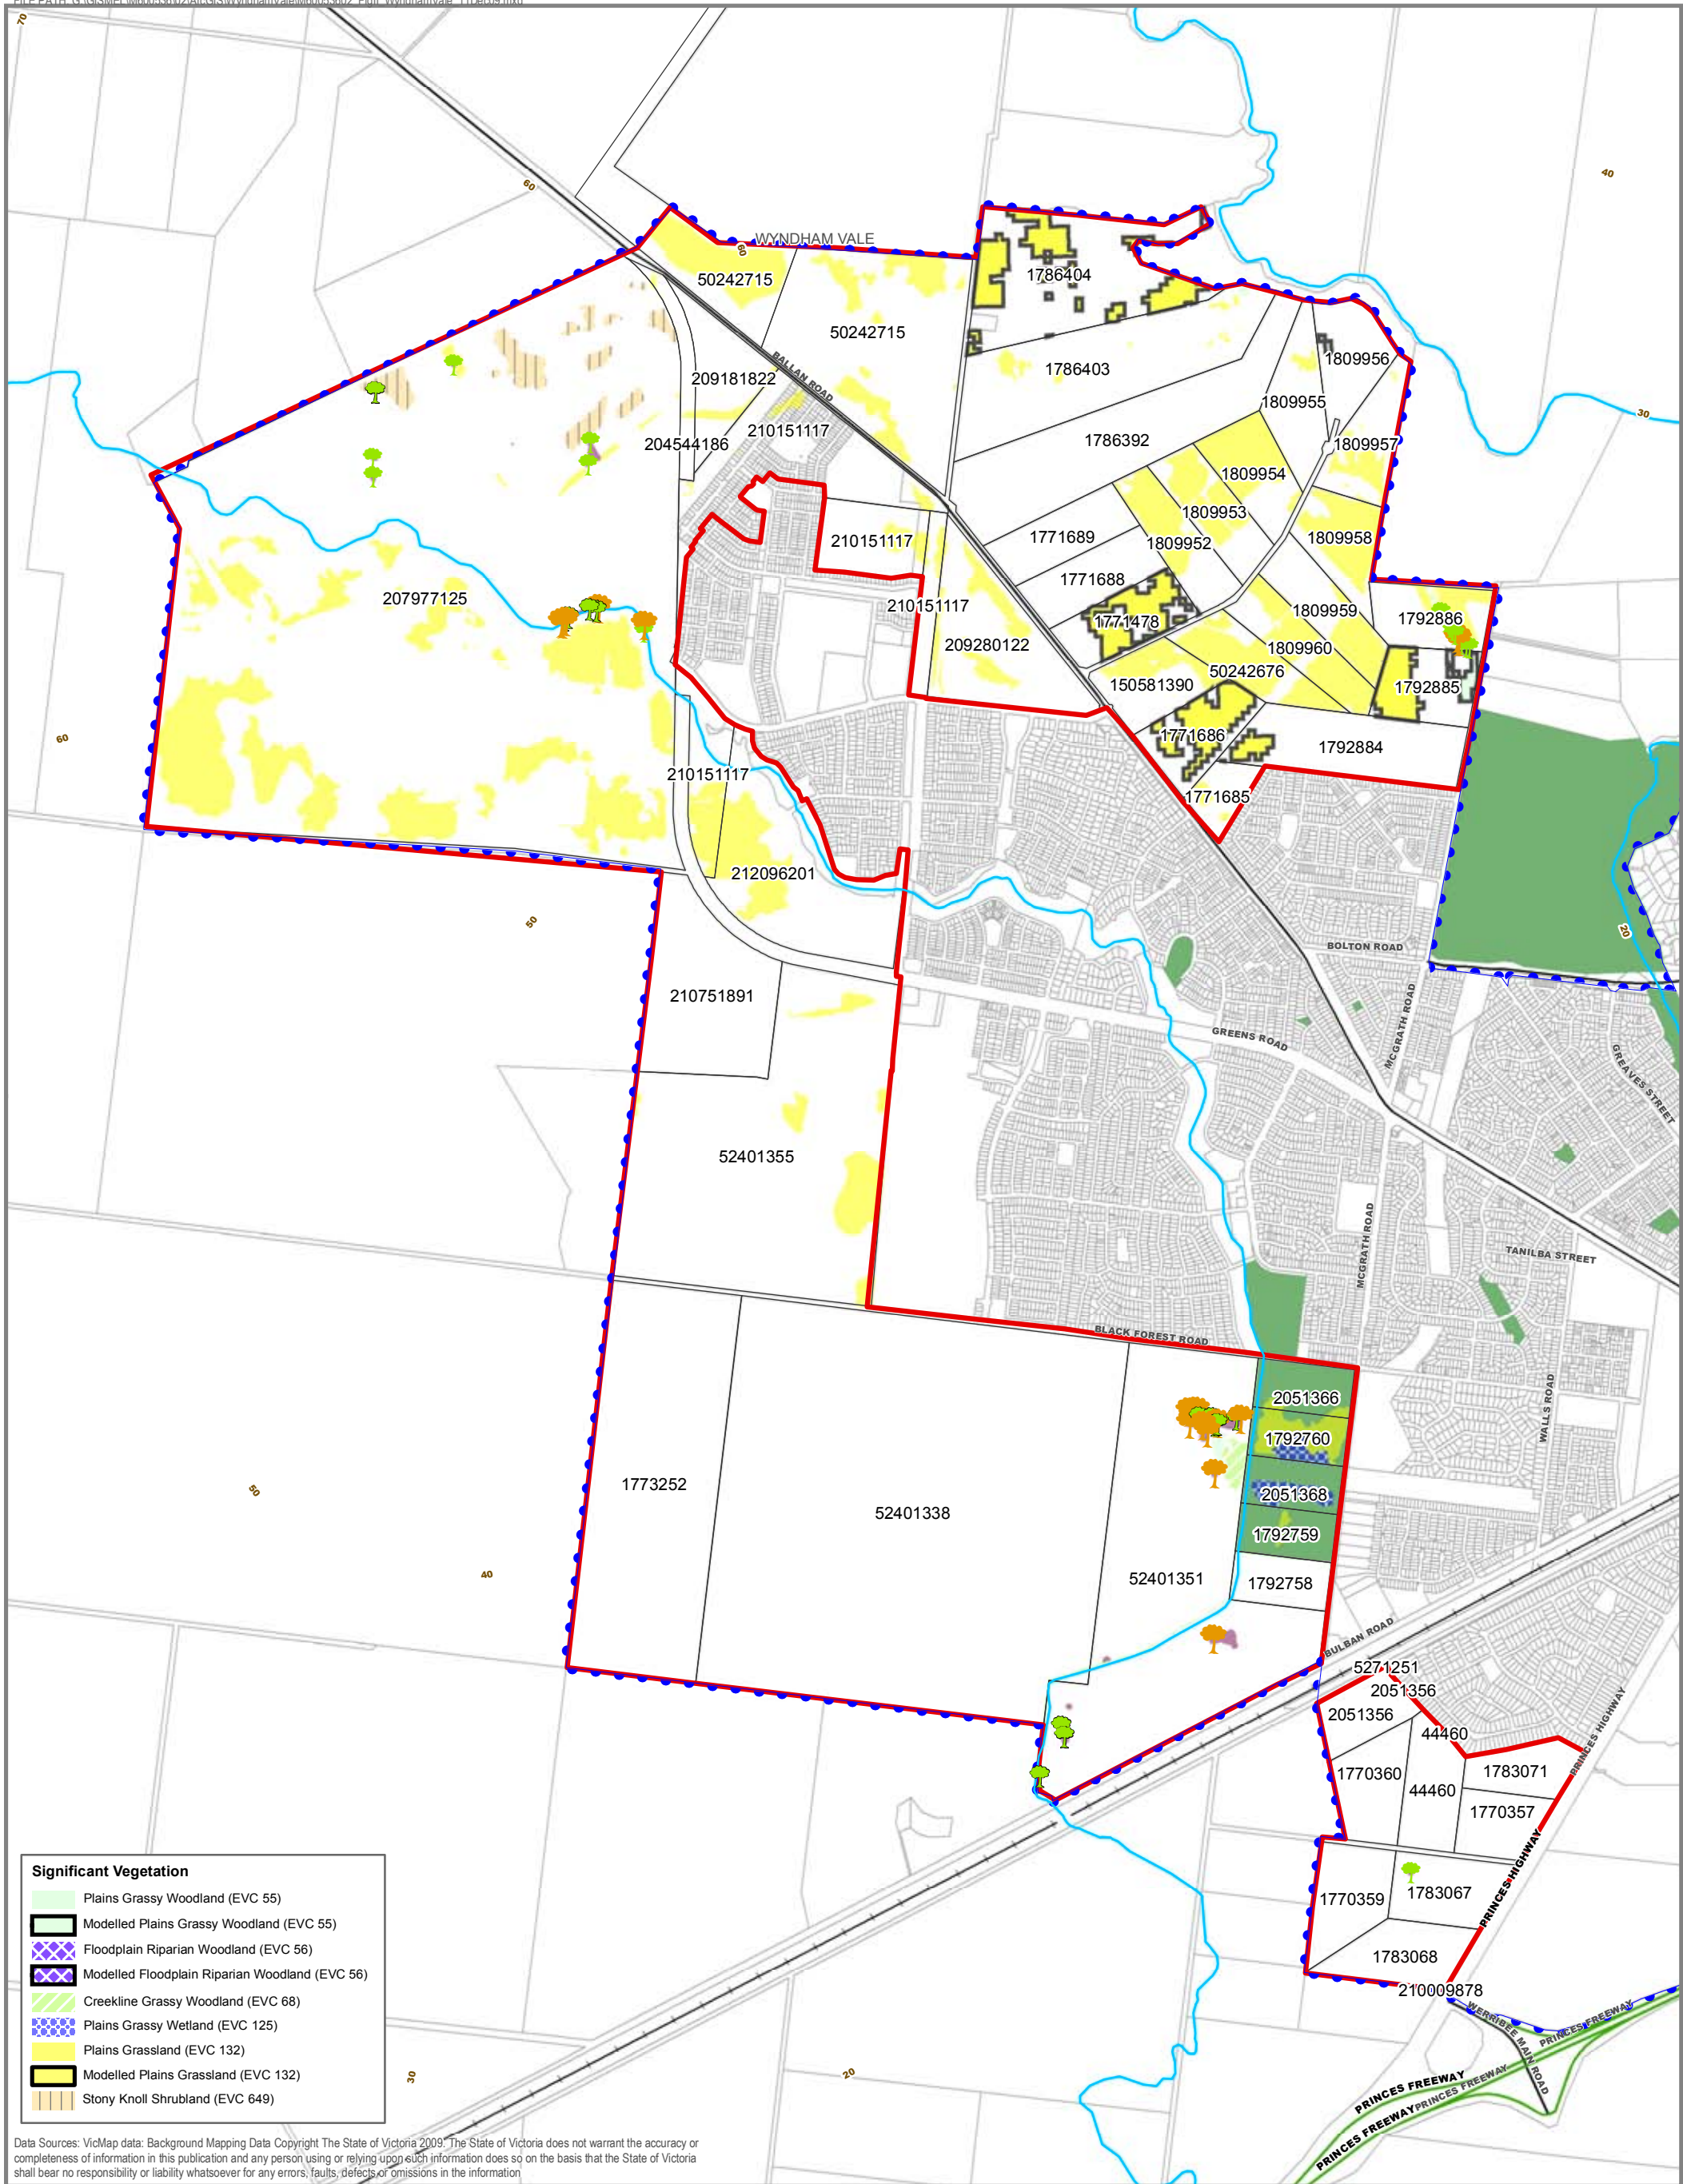 FILE PATH: G:\GISMEL\M600536\02\ArcGIS\WyndhamVale\M60053602_FigII_WyndhamVale_11Dec09.mxd
70
60
40
WYNDHAM VALE
60
50242715
1786404
50242715
1809956
1786403
BALLAN ROAD
209181822
1809955
30
210151117
1786392
204544186
1809957
1809954
1809953
1771689
1809958
210151117
1809952
1771688
207977125
210151117
1809959
1771478
1792886
209280122
1809960
50242676
150581390
1792885
60
1771686
1792884
210151117
1771685
212096201
50
20
BOLTON ROAD
210751891
MCGRATH ROAD
GREENS ROAD
GREAVES STREET
52401355
MCGRATH ROAD
TANILBA STREET
BLACK FOREST ROAD
2051366
WALLS ROAD
1792760
1773252
50
2051368
52401338
1792759
40
52401351
1792758
BULBAN ROAD
5271251
2051356
2051356
PRINCES HIGHWAY
44460
1770360
1783071
44460
1770357
PRINCES HIGHWAY
1770359
1783067
1783068
210009878
WERRIBEE MAIN ROAD
PRINCES FREEWAY
PRINCES FREEWAY
PRINCES FREEWAY
PRINCES FREEWAY
30
20
Significant Vegetation
Plains Grassy Woodland (EVC 55)
Modelled Plains Grassy Woodland (EVC 55)
Floodplain Riparian Woodland (EVC 56)
Modelled Floodplain Riparian Woodland (EVC 56)
Creekline Grassy Woodland (EVC 68)
Plains Grassy Wetland (EVC 125)
Plains Grassland (EVC 132)
Modelled Plains Grassland (EVC 132)
Stony Knoll Shrubland (EVC 649)
Data Sources: VicMap data: Background Mapping Data Copyright The State of Victoria 2009. The State of Victoria does not warrant the accuracy or
completeness of information in this publication and any person using or relying upon such information does so on the basis that the State of Victoria
shall bear no responsibility or liability whatsoever for any errors, faults, defects or omissions in the information